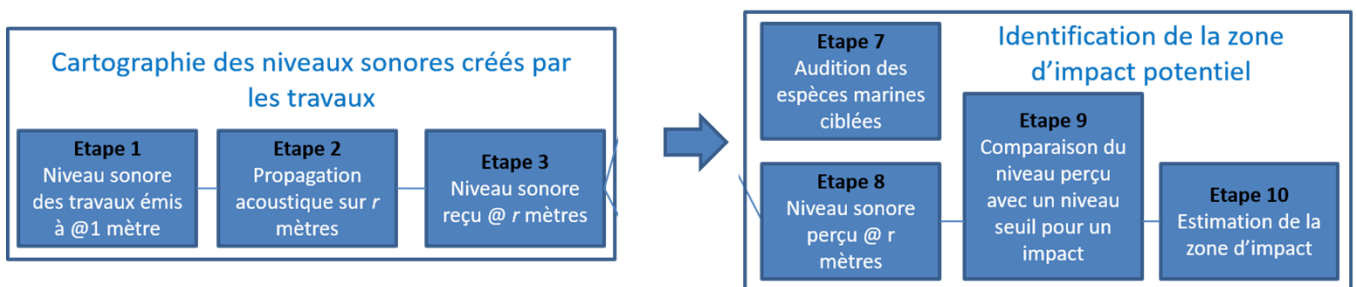 Cartographie des niveaux sonores créés par
les travaux
Etape 1
Niveau sonore
des travaux émis
à @1 mètre
Etape 2
Propagation
acoustique sur r
mètres
Etape 3
Niveau sonore
reçu @ r mètres
Identification de la zone
d'impact potentiel
Etape 7
Audition des
espèces marines
ciblées
Etape 8
Niveau sonore
perçu @ r
mètres
Etape 9
Comparaison du
niveau perçu
avec un niveau
seuil pour un
impact
Etape 10
Estimation de la
zone d'impact